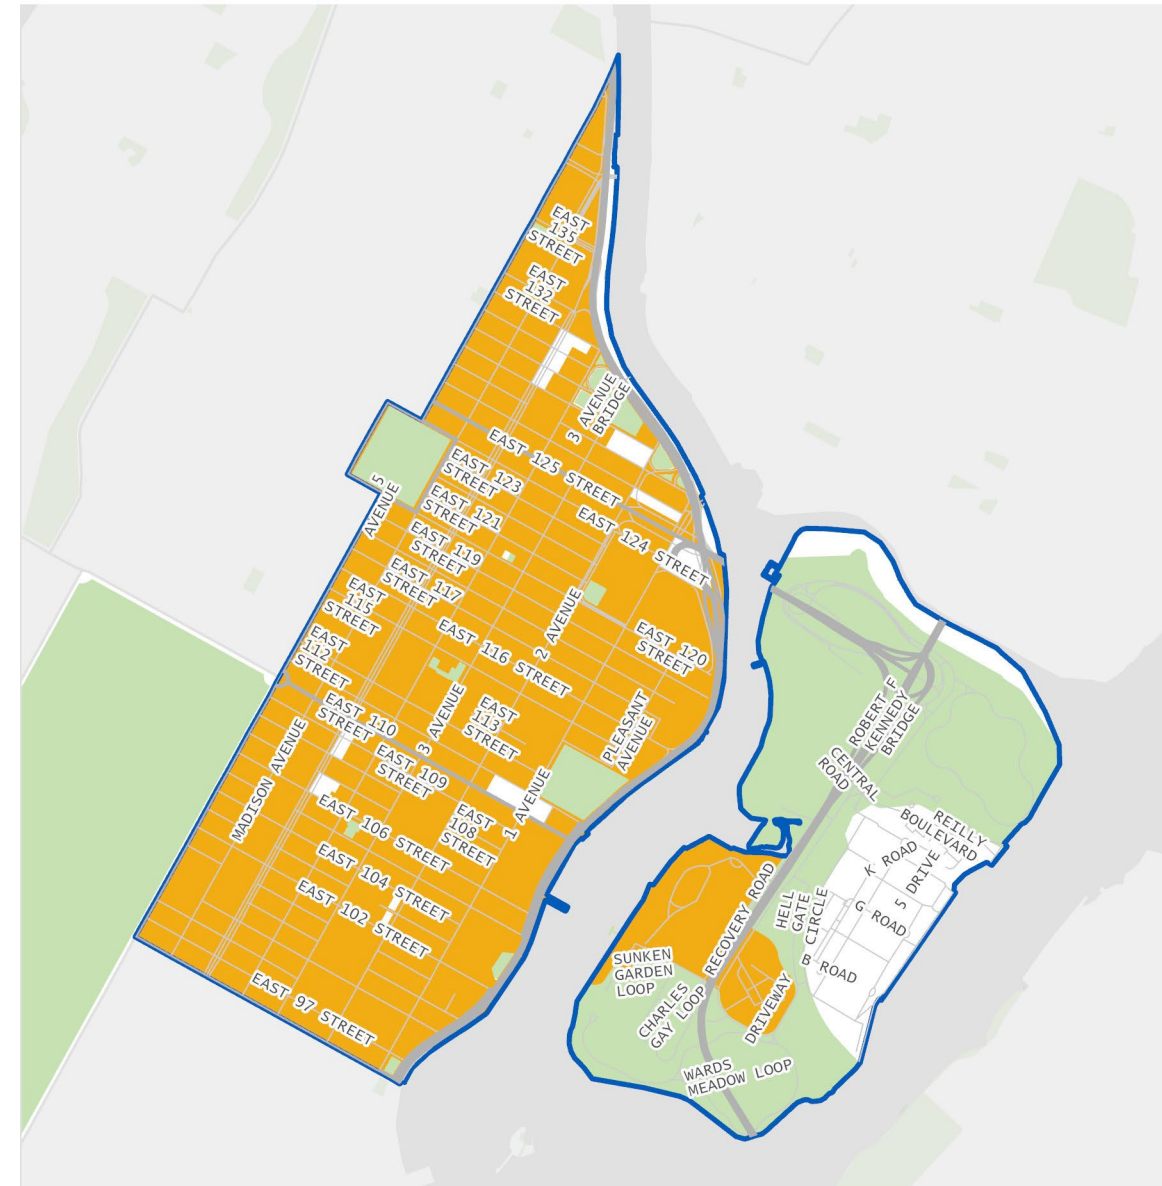 EAST
135
STREET
EAST
132
STREET
3 AVENUE
BRIDGE
EAST 125 STREET
EAST 123
STREET
5
AVENUE
EAST 121
STREET
EAST 124 STREET
EAST 119
STREET
EAST 117
STREET
EAST
115
STREET
2 AVENUE
EAST 120
STREET
EAST 116 STREET
EAST
112
STREET
EAST 110
STREET
3 AVENUE
EAST
113
STREET
PLEASANT
AVENUE
MADISON AVENUE
EAST 109
STREET
1 AVENUE
EAST 106 STREET
EAST
108
STREET
EAST 104 STREET
EAST 102 STREET
EAST 97 STREET
ROBERT F
KENNEDY
BRIDGE
CENTRAL
ROAD
REILLY
BOULEVARD
K ROAD
5 DRIVE
G ROAD
B ROAD
HELL
GATE
CIRCLE
RECOVERY ROAD
SUNKEN
GARDEN
LOOP
CHARLES
GAY LOOP
DRIVEWAY
WARDS
MEADOW LOOP